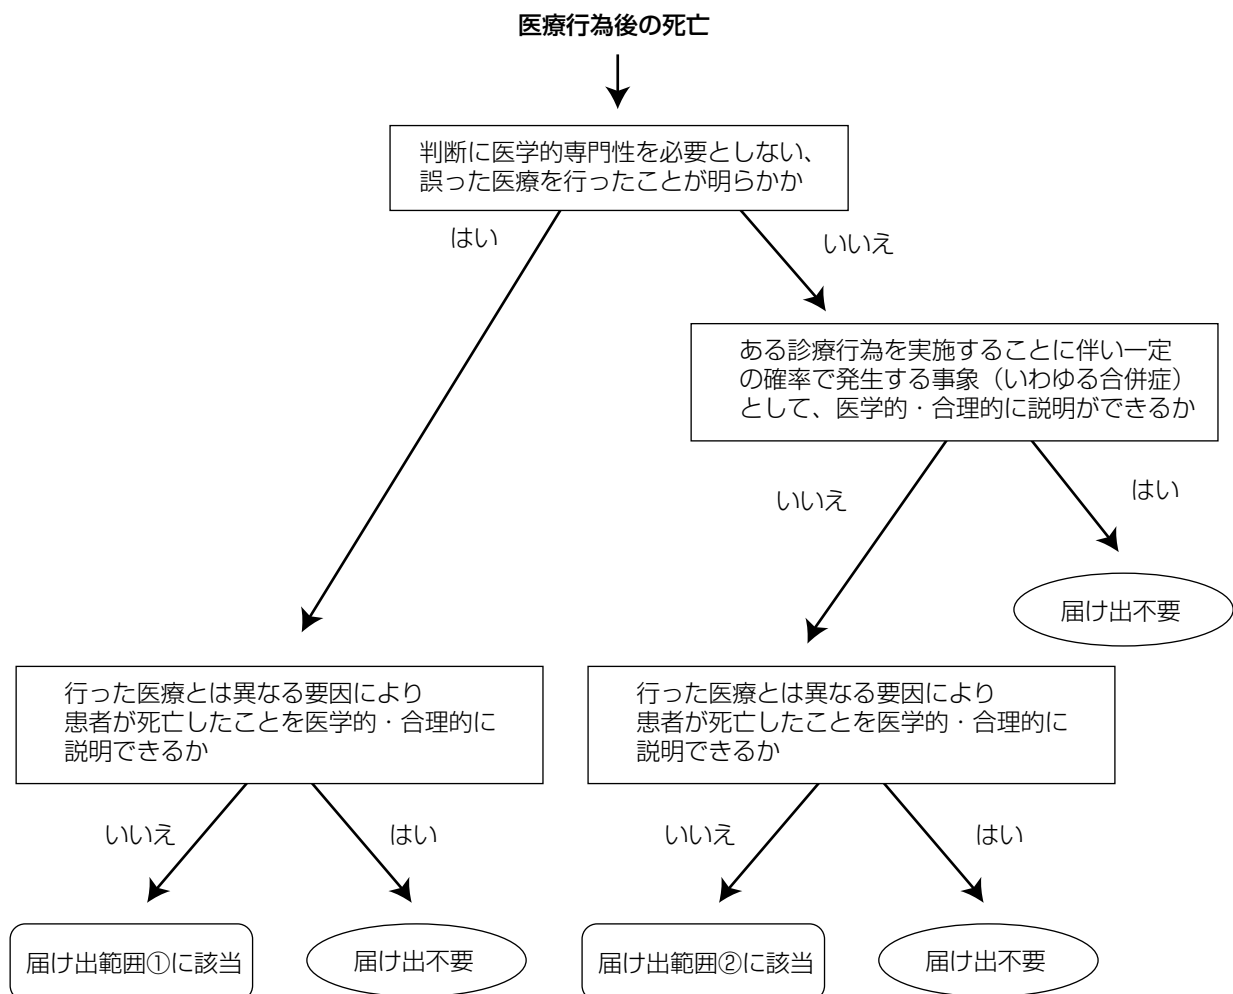 医療行為後の死亡
判断に医学的専門性を必要としない、
誤った医療を行ったことが明らかか
はい
いいえ
ある診療行為を実施することに伴い一定
の確率で発生する事象（いわゆる合併症）
として、医学的・合理的に説明ができるか
いいえ
はい
届け出不要
行った医療とは異なる要因により
患者が死亡したことを医学的・合理的に
説明できるか
行った医療とは異なる要因により
患者が死亡したことを医学的・合理的に
説明できるか
いいえ
はい
いいえ
はい
届け出範囲①に該当
届け出不要
届け出範囲②に該当
届け出不要